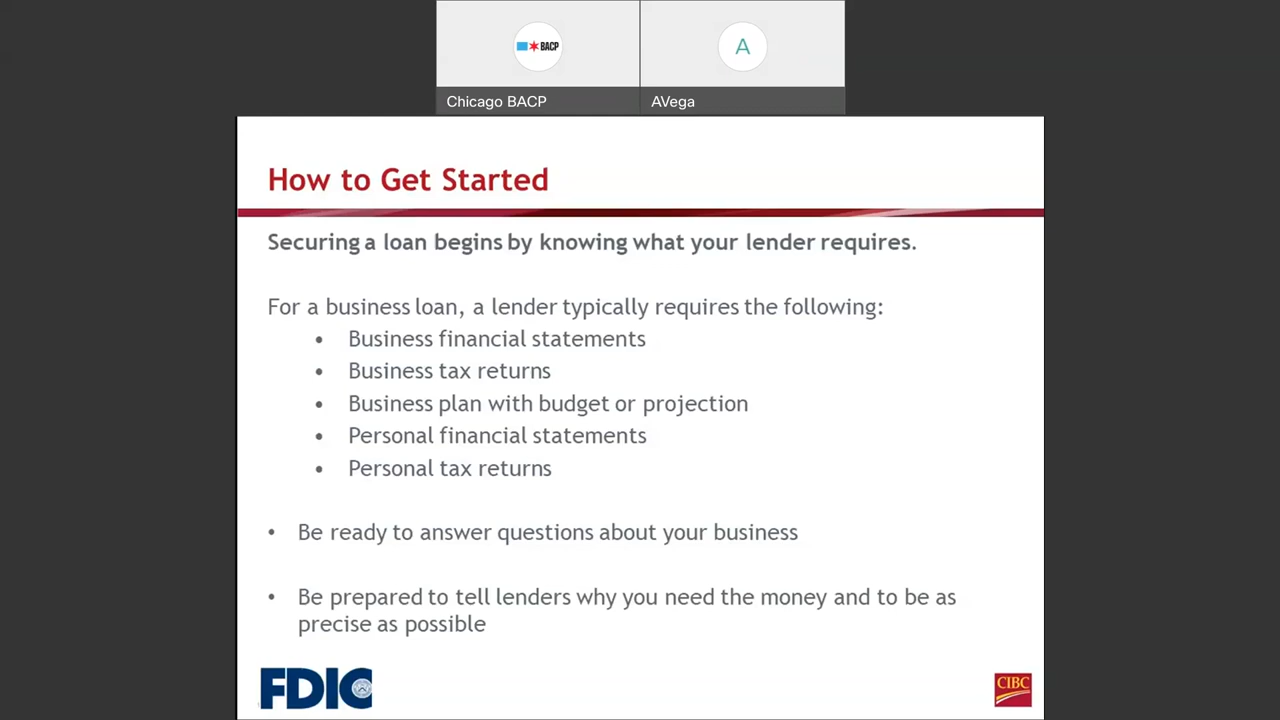 BACP
A
Chicago BACP
AVega
How to Get Started
Securing a loan begins by knowing what your lender requires.
For a business loan, a lender typically requires the following:
• Business financial statements
• Business tax returns
• Business plan with budget or projection
• Personal financial statements
• Personal tax returns
• Be ready to answer questions about your business
• Be prepared to tell lenders why you need the money and to be as
precise as possible
FDIC
CIBC